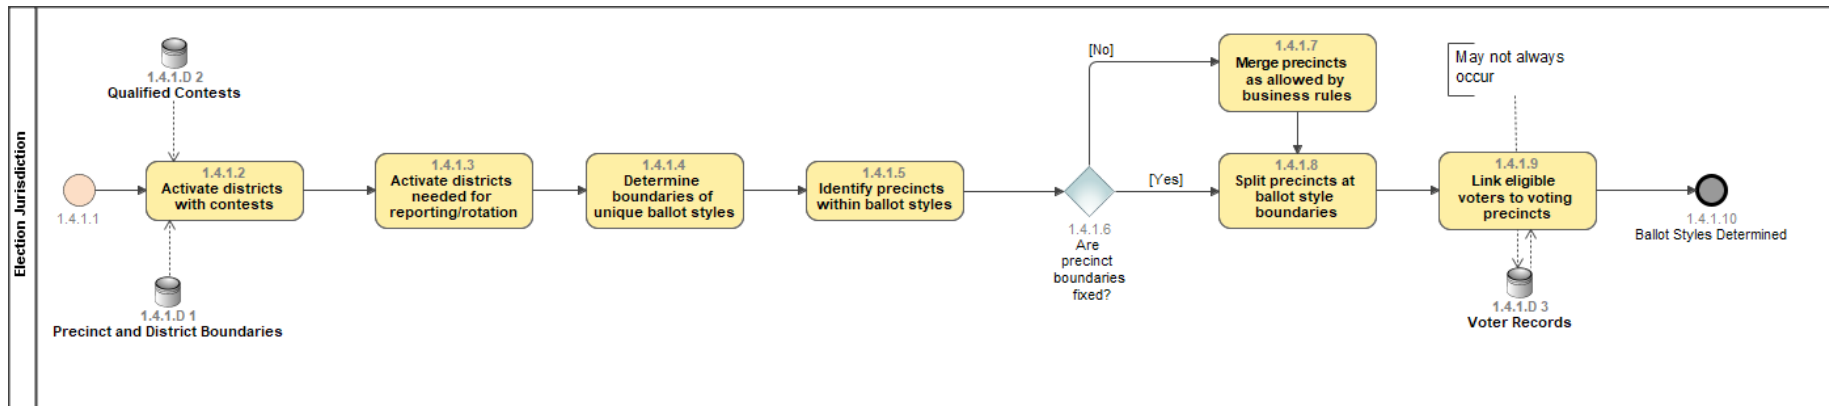 Election Jurisdiction
1.4.1.D 2
Qualified Contests
1.4.1.1
1.4.1.2
Activate districts
with contests
1.4.1.D 1
Precinct and District Boundaries
1.4.1.3
Activate districts
needed for
reporting/rotation
1.4.1.4
Determine
boundaries of
unique ballot styles
1.4.1.5
Identify precincts
within ballot styles
1.4.1.6
Are
precinct
boundaries
fixed?
[No]
[Yes]
1.4.1.7
Merge precincts
as allowed by
business rules
1.4.1.8
Split precincts at
ballot style
boundaries
May not always
occur
1.4.1.9
Link eligible
voters to voting
precincts
1.4.1.D 3
Voter Records
1.4.1.10
Ballot Styles Determined